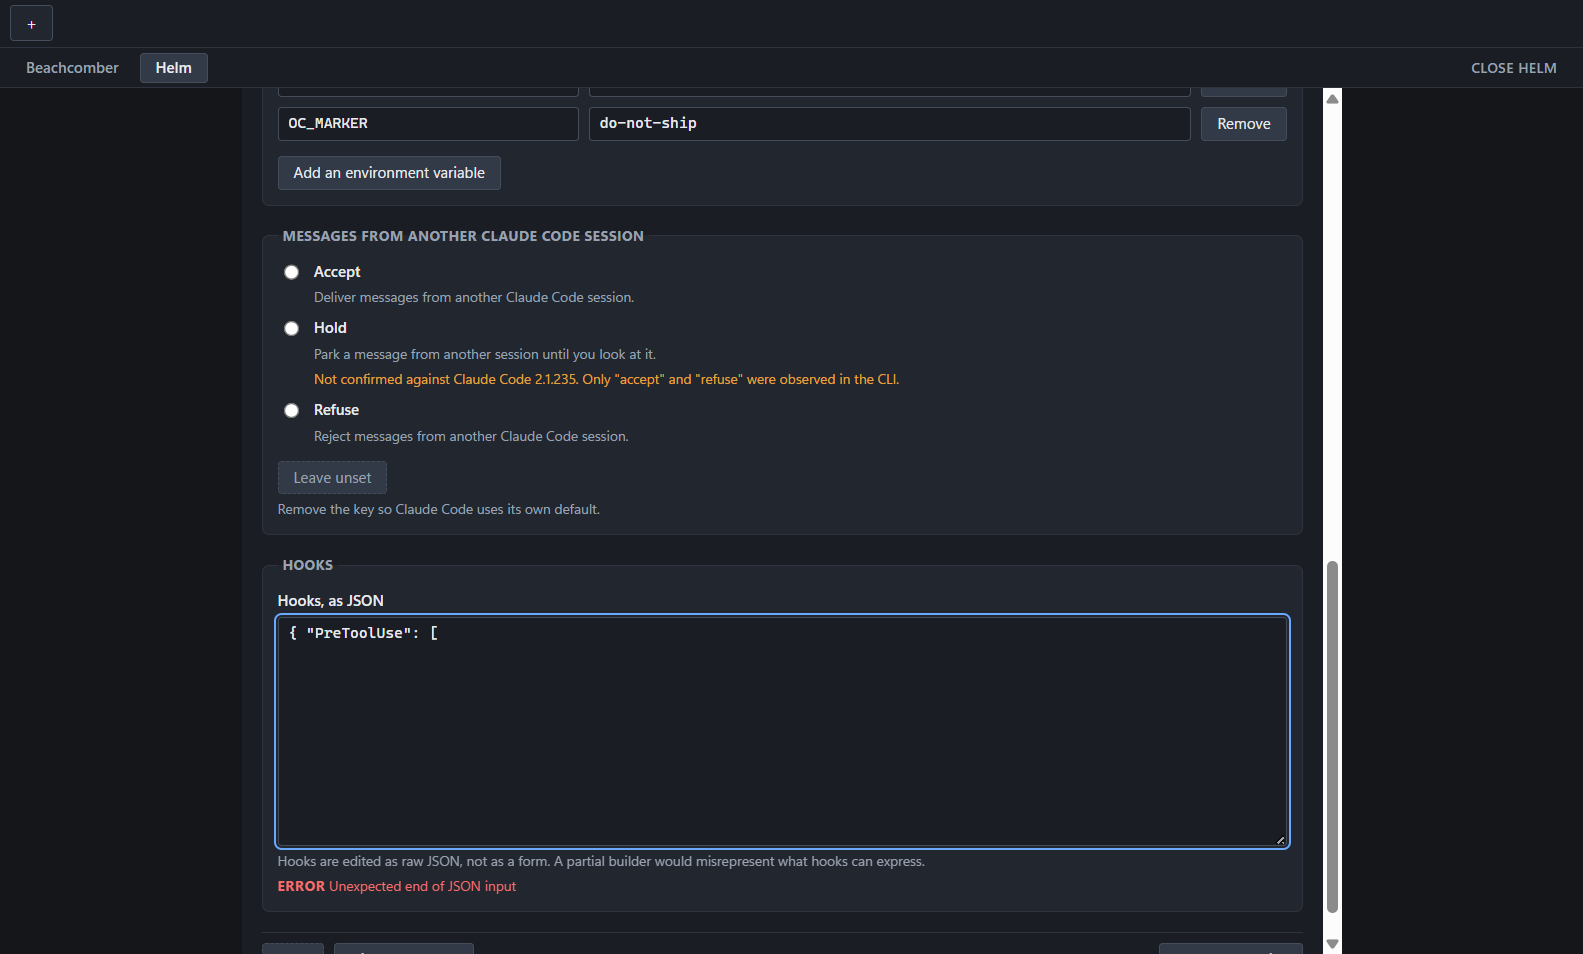 +
Beachcomber
Helm
CLOSE HELM
OC_MARKER
do-not-ship
Remove
Add an environment variable
MESSAGES FROM ANOTHER CLAUDE CODE SESSION
Accept
Deliver messages from another Claude Code session.
Hold
Park a message from another session until you look at it.
Not confirmed against Claude Code 2.1.235. Only "accept" and "refuse" were observed in the CLI.
Refuse
Reject messages from another Claude Code session.
Leave unset
Remove the key so Claude Code uses its own default.
HOOKS
Hooks, as JSON
{ "PreToolUse": [
Hooks are edited as raw JSON, not as a form. A partial builder would misrepresent what hooks can express.
ERROR Unexpected end of JSON input